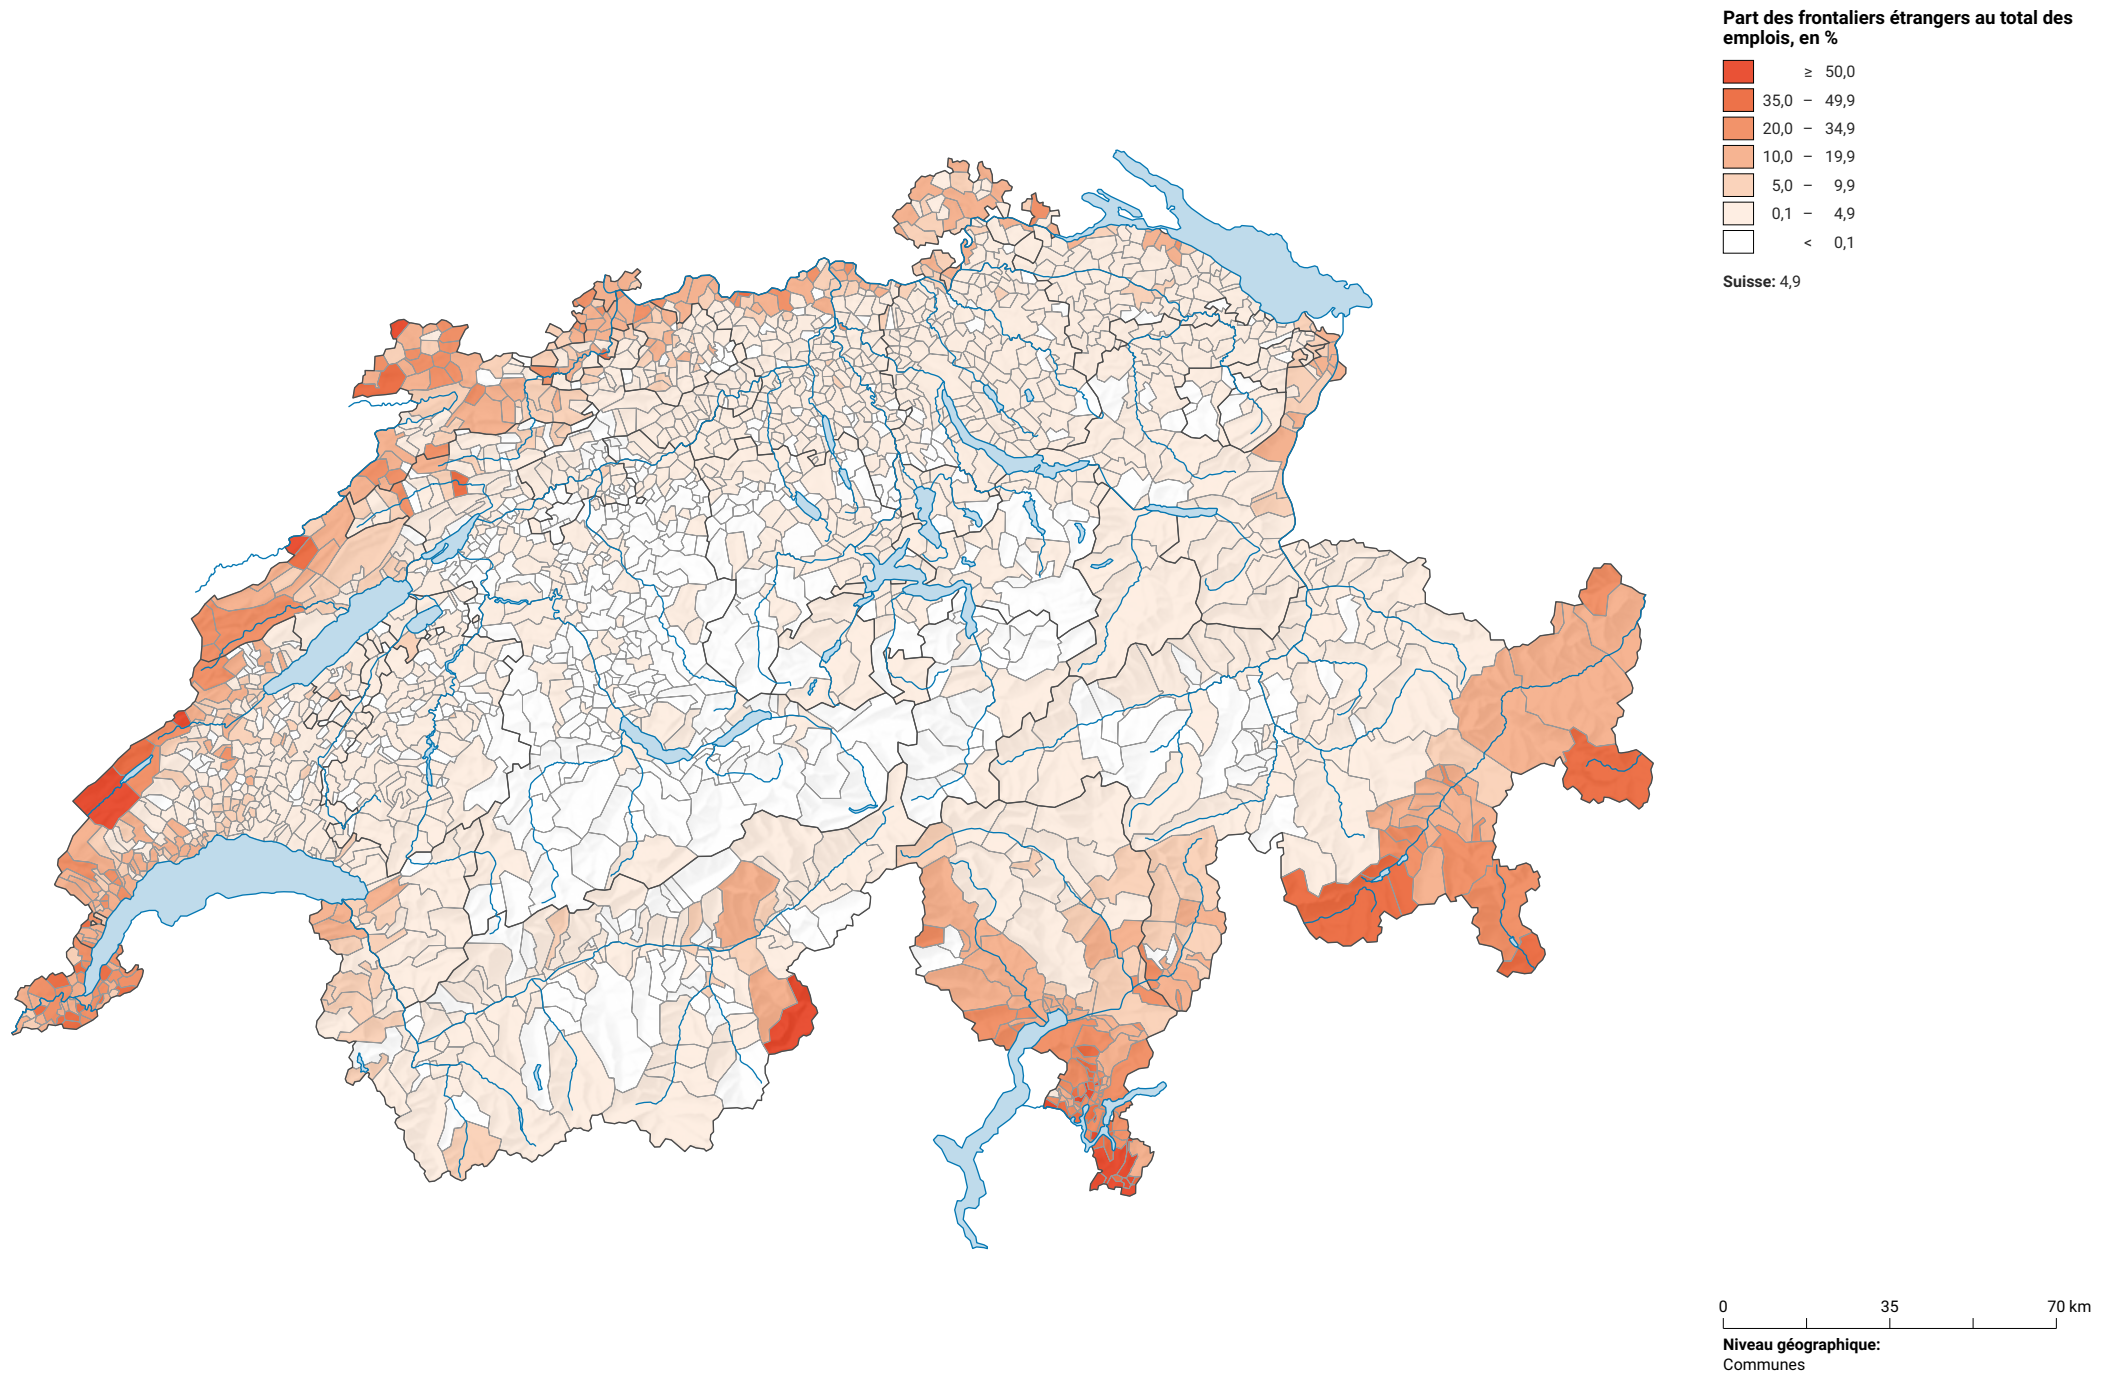 Part des frontaliers étrangers au total des
emplois, en %
≥ 50,0
35,0 – 49,9
20,0 – 34,9
10,0 – 19,9
5,0 – 9,9
0,1 – 4,9
< 0,1
Suisse: 4,9
0 35 70 km
Niveau géographique:
Communes